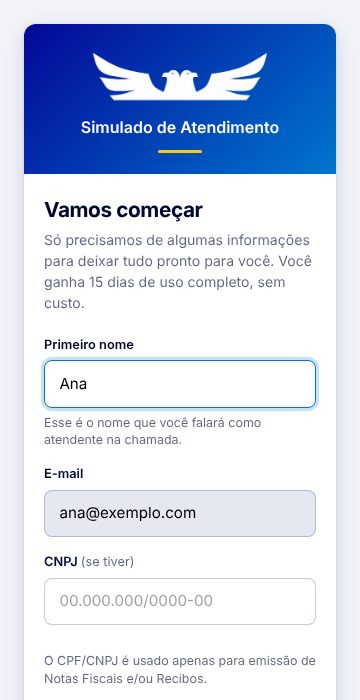 Simulado de Atendimento
Vamos começar
Só precisamos de algumas informações
para deixar tudo pronto para você. Você
ganha 15 dias de uso completo, sem
custo.
Primeiro nome
Ana
Esse é o nome que você falará como
atendente na chamada.
E-mail
ana@exemplo.com
CNPJ (se tiver)
00.000.000/0000-00
O CPF/CNPJ é usado apenas para emissão de
Notas Fiscais e/ou Recibos.